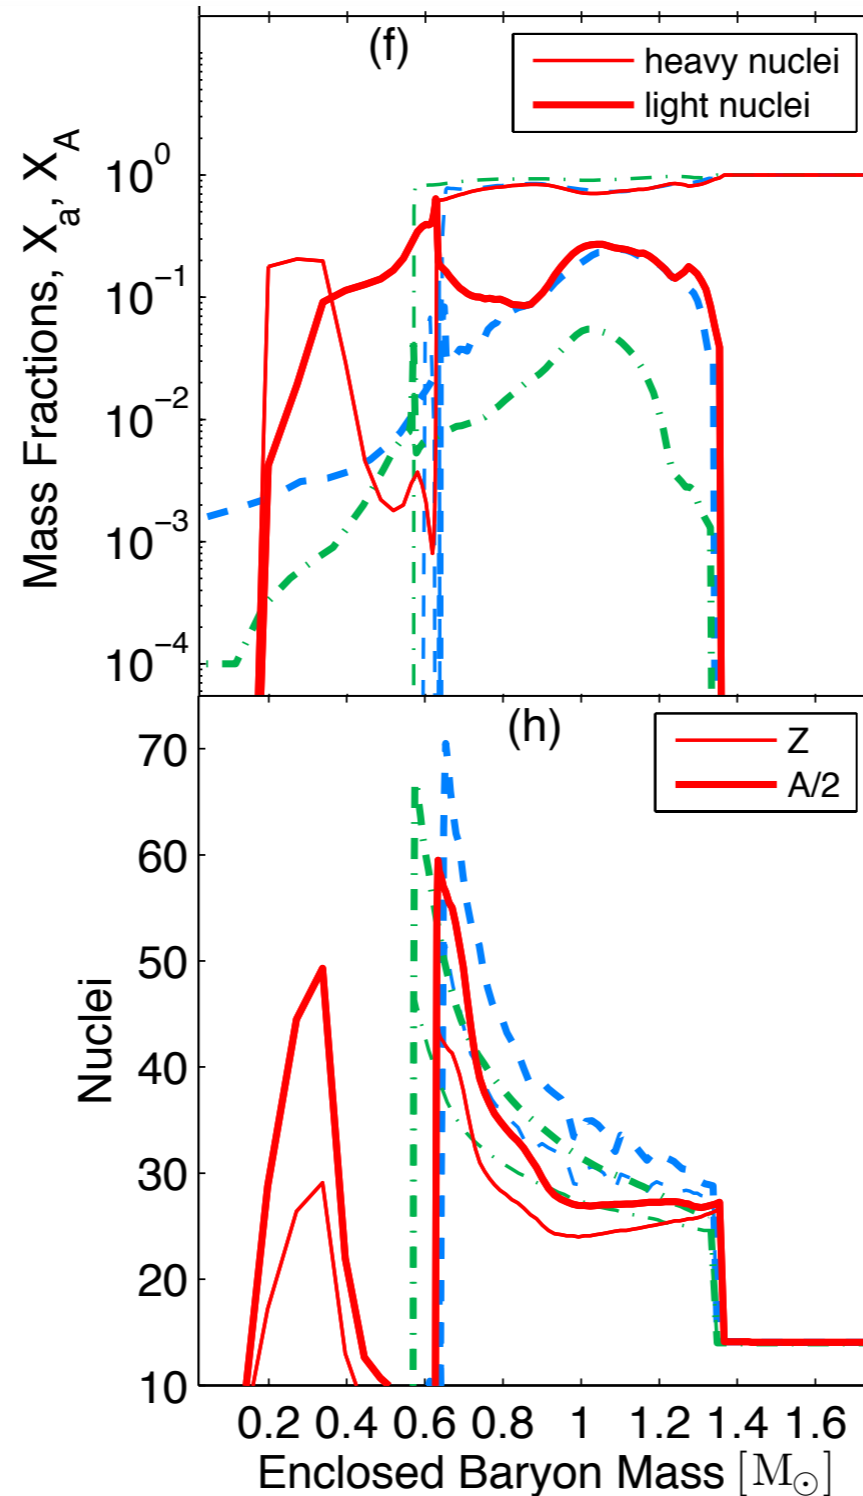 (f)
heavy nuclei
light nuclei
Mass Fractions, X_a, X_A
10^0
10^−1
10^−2
10^−3
10^−4
(h)
Z
A/2
Nuclei
70
60
50
40
30
20
10
0.2 0.4 0.6 0.8 1 1.2 1.4 1.6
Enclosed Baryon Mass [M_⊙]